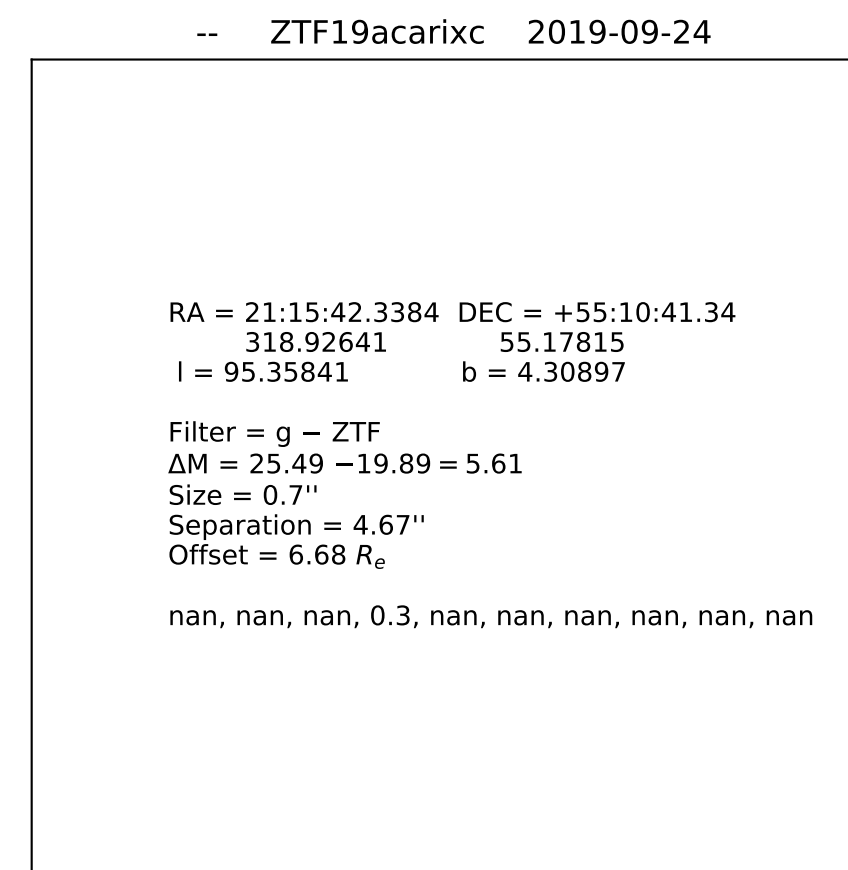 -- ZTF19acarixc 2019-09-24
RA = 21:15:42.3384 DEC = +55:10:41.34
318.92641 55.17815
l = 95.35841 b = 4.30897
Filter = g − ZTF
ΔM = 25.49 −19.89 = 5.61
Size = 0.7''
Separation = 4.67''
Offset = 6.68 Re
nan, nan, nan, 0.3, nan, nan, nan, nan, nan, nan